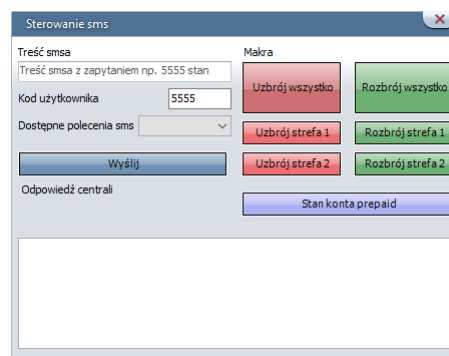 Sterowanie sms
Treść smsa
Treść smsa z zapytaniem np. 5555 stan
Kod użytkownika
5555
Dostępne polecenia sms
Wyślij
Odpowiedź centrali
Makra
Uzbrój wszystko
Rozbrój wszystko
Uzbrój strefa 1
Rozbrój strefa 1
Uzbrój strefa 2
Rozbrój strefa 2
Stan konta prepaid